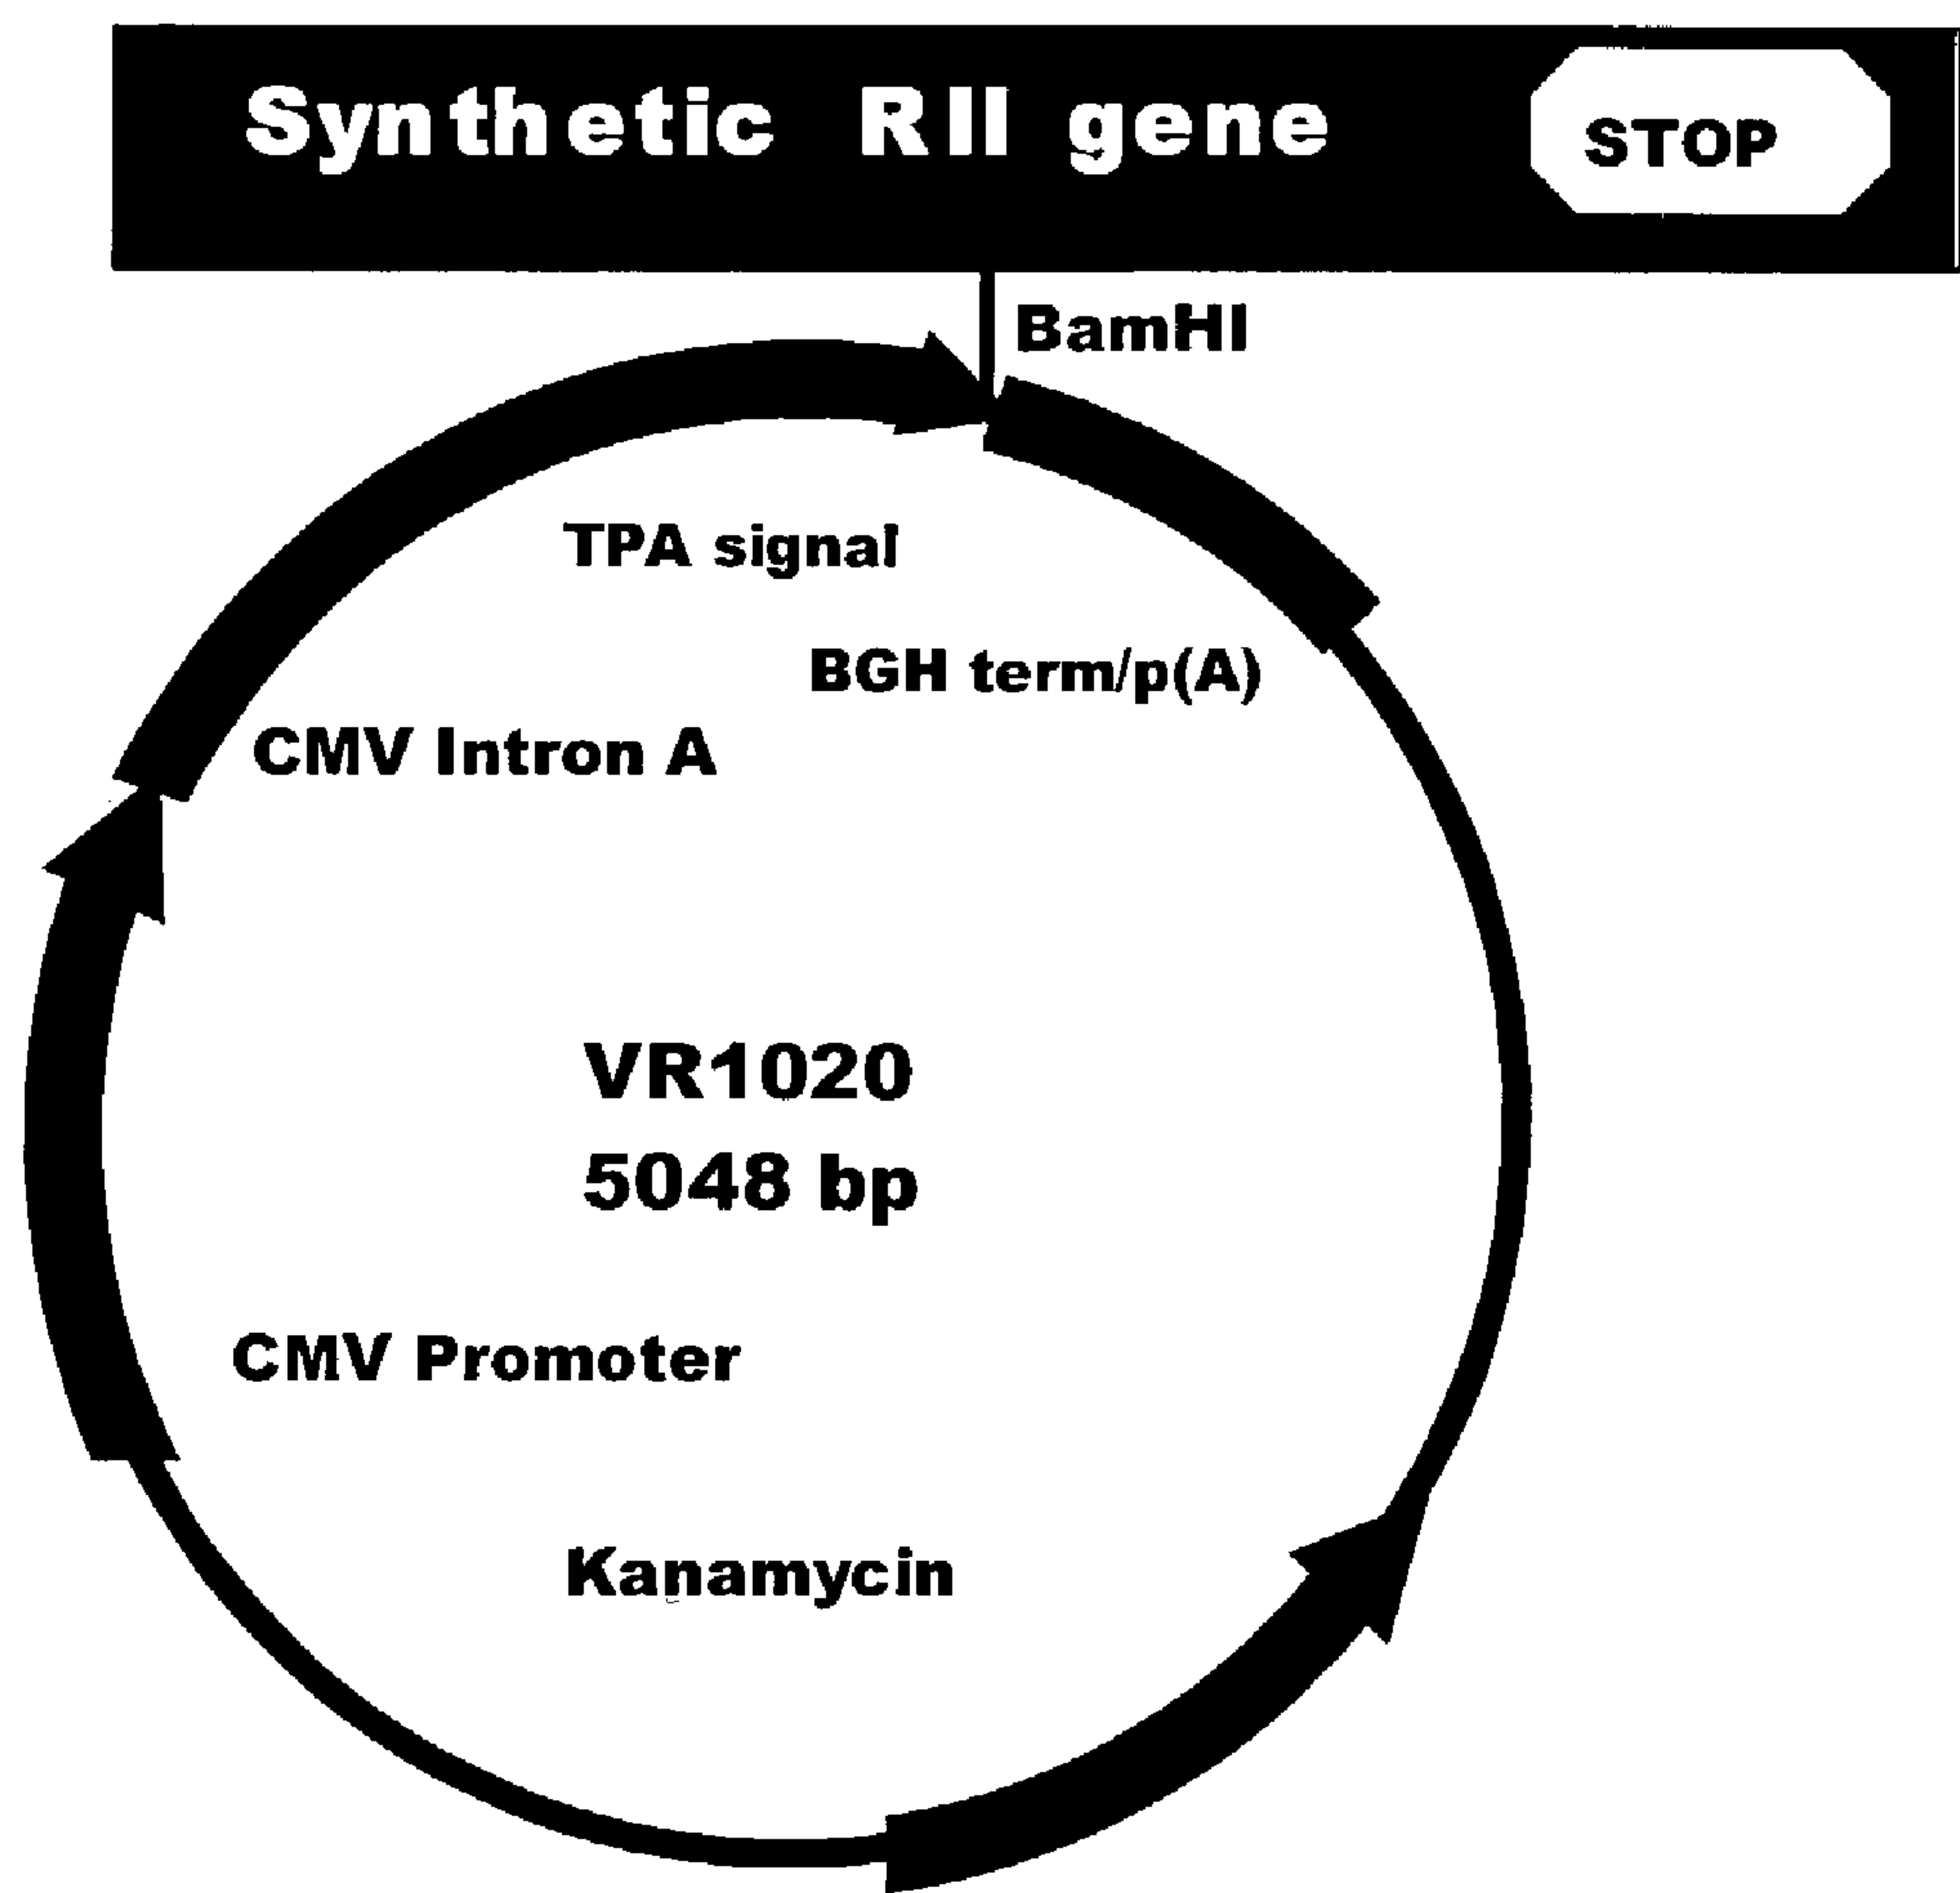 Synthetic RII gene STOP
BamHI
TPA signal
BGH term/p(A)
CMV Intron A
VR1020
5048 bp
CMV Promoter
Kanamycin